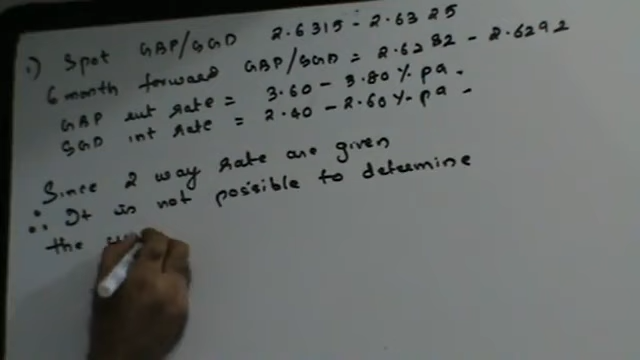 1) Spot GBP/SGD 2.6315 - 2.6325
6 month forward GBP/SGD = 2.6282 - 2.6292
GBP int rate = 3.60 - 3.80% pa.
SGD int rate = 2.40 - 2.60% pa.
Since 2 way rate are given
∴ It is not possible to determine
the